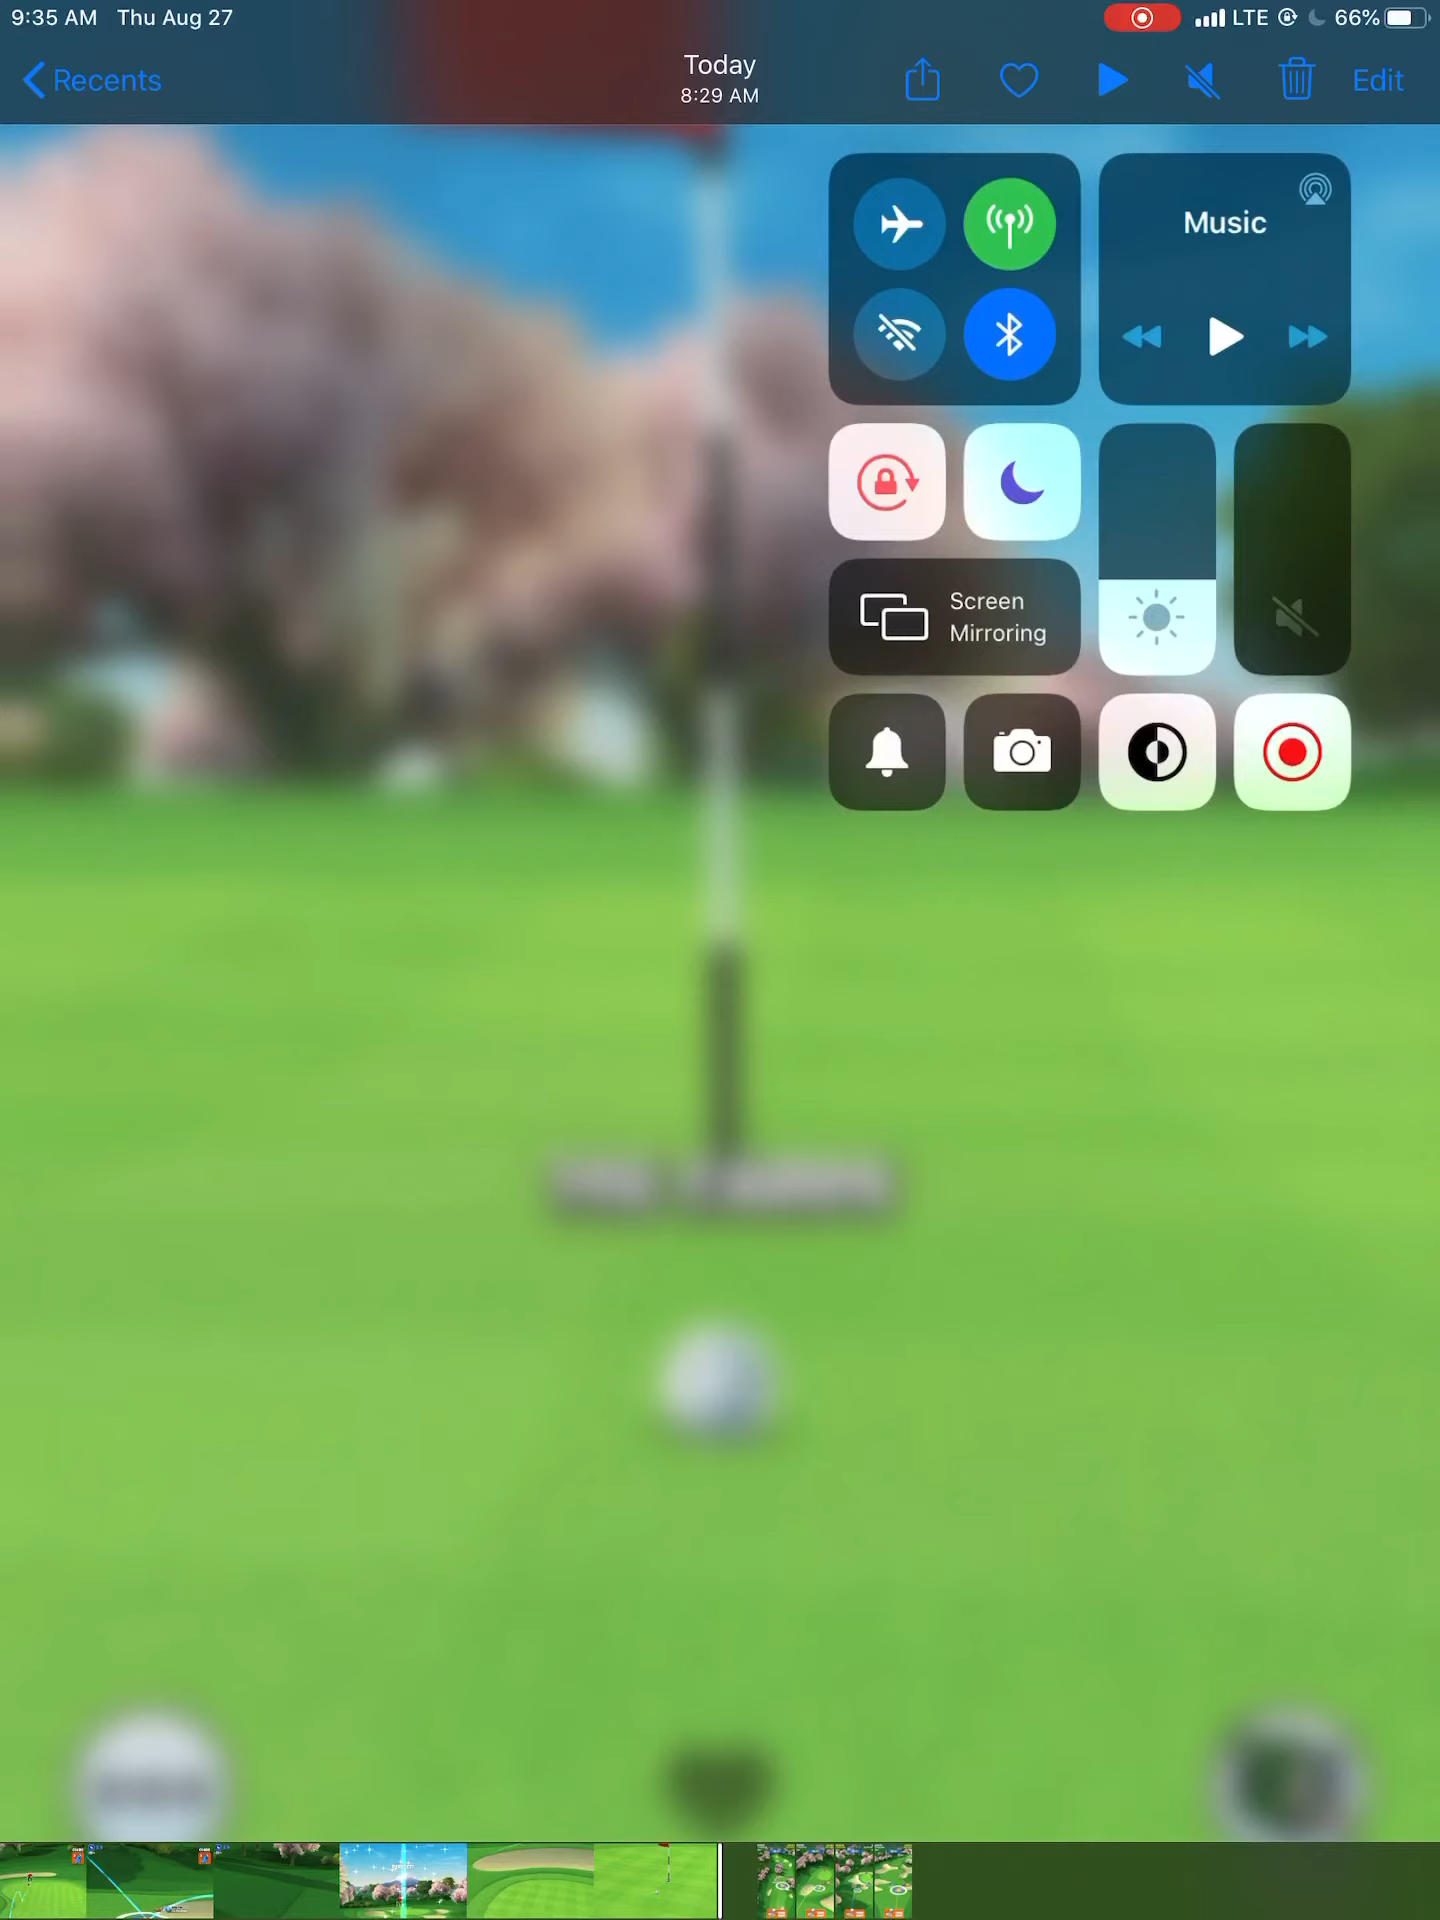 9:35 AM Thu Aug 27
LTE 66%
Recents
Today
8:29 AM
Edit
Music
Screen
Mirroring